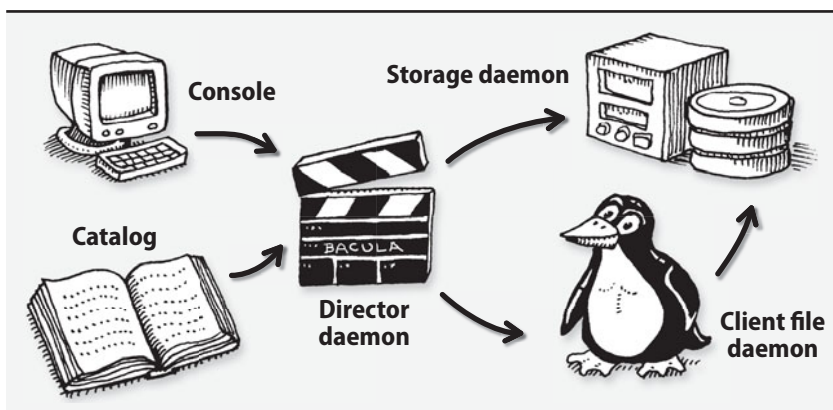 Console
Storage daemon
Catalog
BACULA
Director
daemon
Client file
daemon